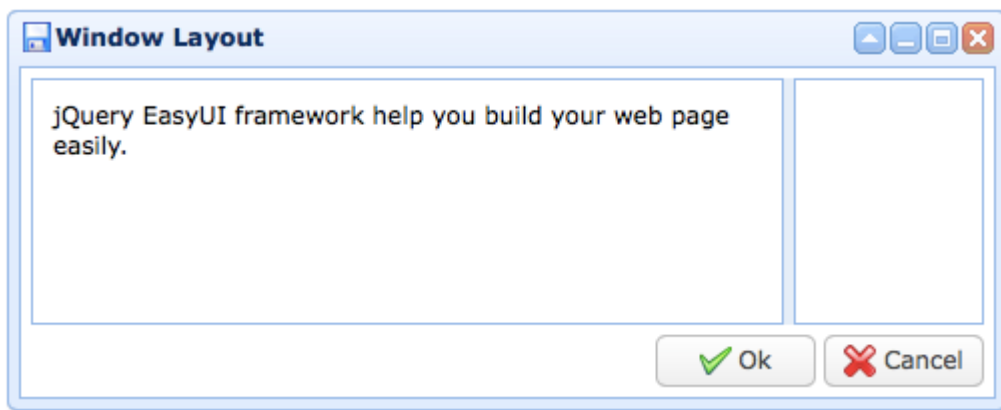 Window Layout
jQuery EasyUI framework help you build your web page
easily.
Ok
Cancel